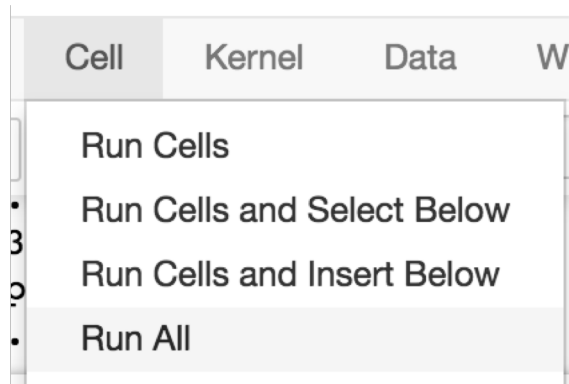 Cell Kernel Data W
Run Cells
Run Cells and Select Below
Run Cells and Insert Below
Run All